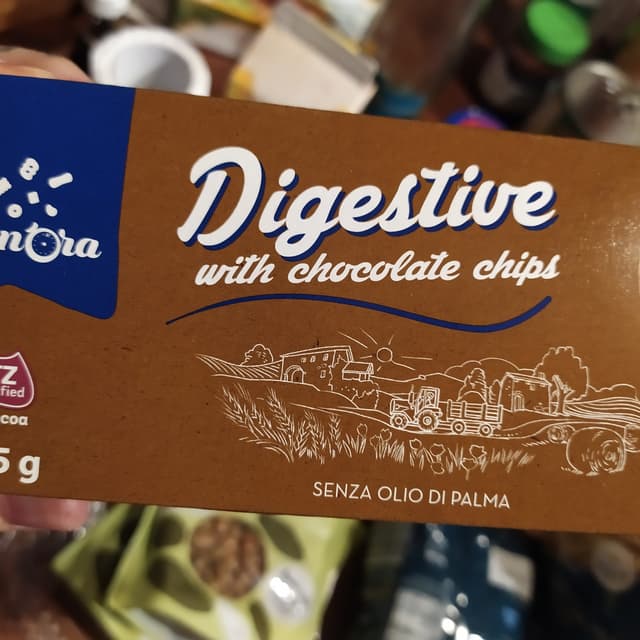 Digestive
with chocolate chips
SENZA OLIO DI PALMA